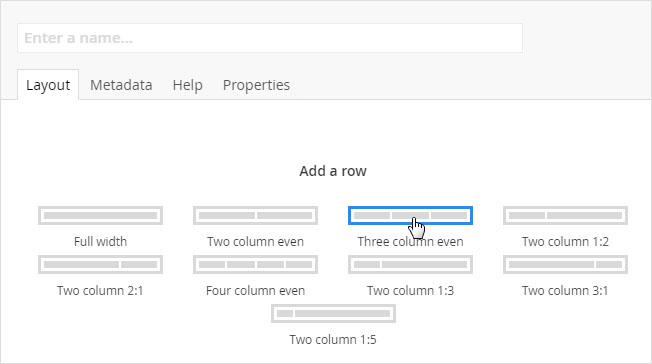 Enter a name...
Layout Metadata Help Properties
Add a row
Full width Two column even Three column even Two column 1:2
Two column 2:1 Four column even Two column 1:3 Two column 3:1
Two column 1:5